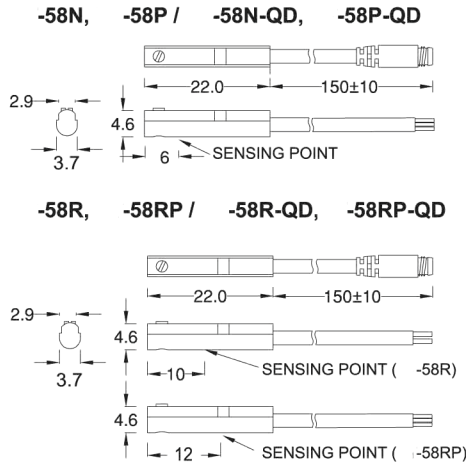 -58N, -58P / -58N-QD, -58P-QD
22.0 150±10
2.9
4.6
3.7
6 SENSING POINT
-58R, -58RP / -58R-QD, -58RP-QD
22.0 150±10
2.9
4.6
3.7
10 SENSING POINT ( -58R)
4.6
12 SENSING POINT ( -58RP)